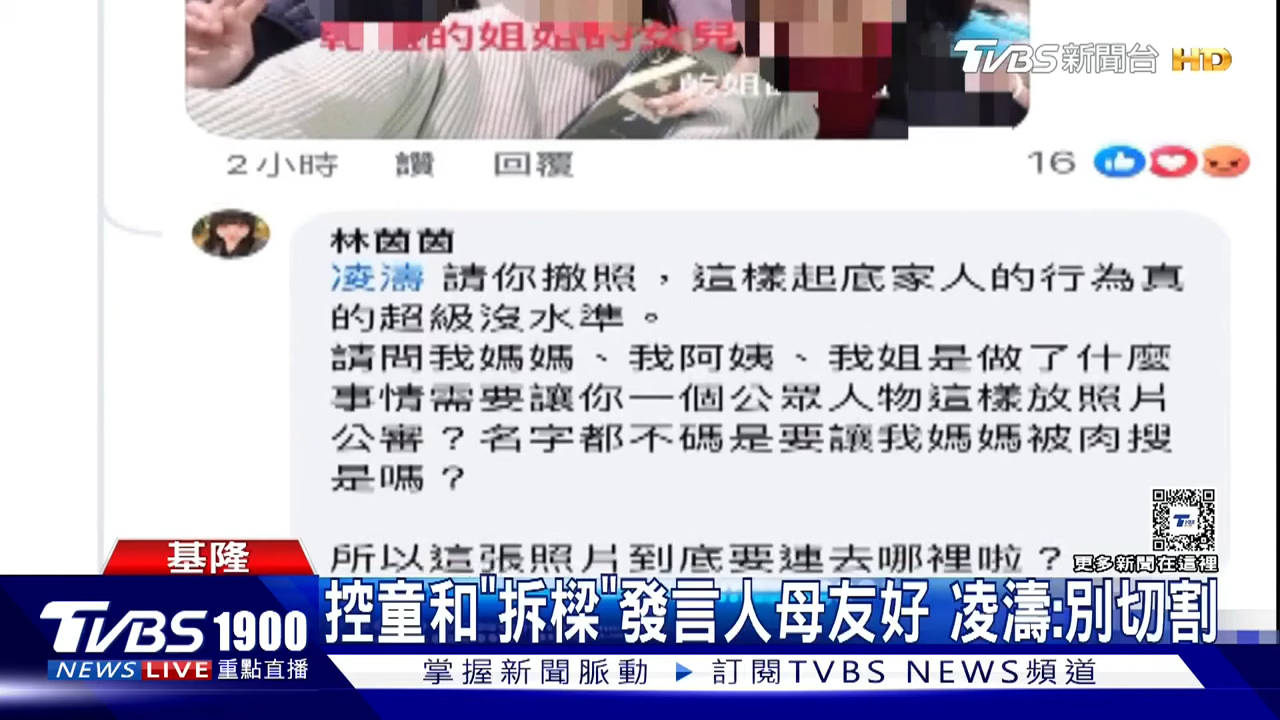 的姐姐的女兒
乾姐
TVBS新聞台 HD
2小時 讚 回覆
16
林茵茵
凌濤 請你撤照，這樣起底家人的行為真
的超級沒水準。
請問我媽媽、我阿姨、我姐是做了什麼
事情需要讓你一個公眾人物這樣放照片
公審？名字都不碼是要讓我媽媽被肉搜
是嗎？
所以這張照片到底要連去哪裡啦？
更多新聞在這裡
基隆
控童和"拆樑"發言人母友好 凌濤:別切割
TVBS 1900
NEWS LIVE 重點直播
掌握新聞脈動 ▶ 訂閱TVBS NEWS頻道